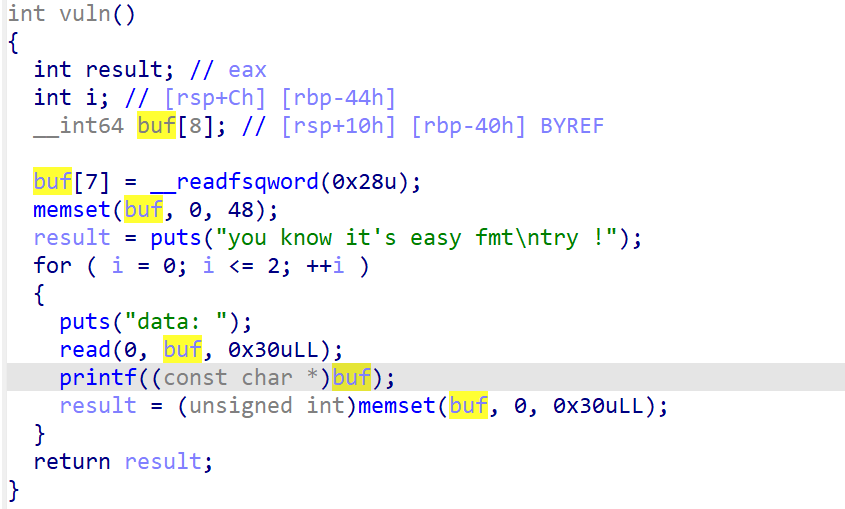 int vuln()
{
  int result; // eax
  int i; // [rsp+Ch] [rbp-44h]
  __int64 buf[8]; // [rsp+10h] [rbp-40h] BYREF

  buf[7] = __readfsqword(0x28u);
  memset(buf, 0, 48);
  result = puts("you know it's easy fmt\ntry !");
  for ( i = 0; i <= 2; ++i )
  {
    puts("data: ");
    read(0, buf, 0x30uLL);
    printf((const char *)buf);
    result = (unsigned int)memset(buf, 0, 0x30uLL);
  }
  return result;
}